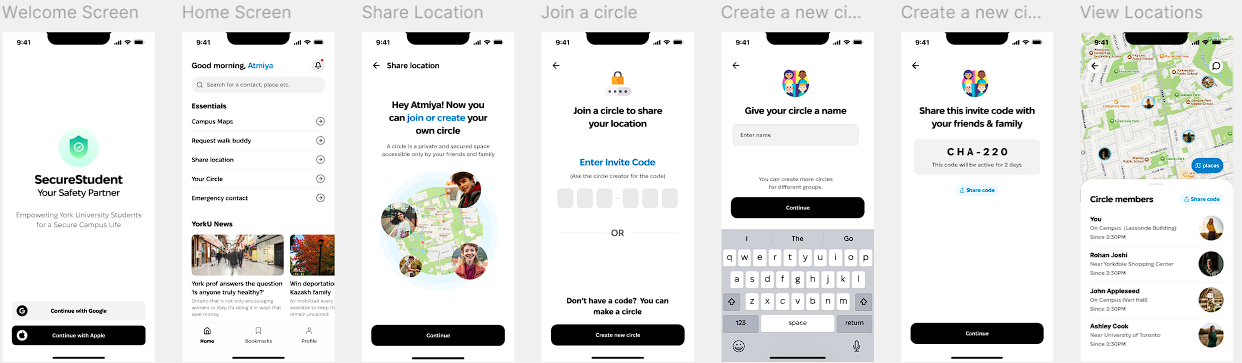 Welcome Screen
Home Screen
Share Location
Join a circle
Create a new ci...
Create a new ci...
View Locations
9:41
SecureStudent
Your Safety Partner
Empowering York University Students
for a Secure Campus Life
Continue with Google
Continue with Apple
9:41
Good morning, Atmiya
Search for a contact, place etc.
Essentials
Campus Maps
Request walk buddy
Share location
Your Circle
Emergency contact
YorkU News
York prof answers the question
'Is anyone truly healthy?'
Ontario that is not only encouraging
women in stay, it's doing it in ways that
save money.
Win deportation
Kazakh family
Air mobilized every
available to keep the
remain unturned.
Home
Bookmarks
Profile
9:41
Share location
Hey Atmiya! Now you
can join or create your
own circle
A circle is a private and secured space
accessible only by your friends and family
Continue
9:41
Join a circle to share
your location
Enter Invite Code
(Ask the circle creator for the code)
-
OR
Don't have a code? You can
make a circle
Create new circle
9:41
Give your circle a name
Enter name
You can create more circles
for different groups.
Continue
I The Go
q w e r t y u i o p
a s d f g h j k l
z x c v b n m
123 space return
9:41
Share this invite code with
your friends & family
CHA-220
This code will be active for 2 days
Share code
Continue
9:41
places
Circle members
Share code
You
On Campus (Lassonde Building)
Since 2:30PM
Rohan Joshi
Near Yorkdale Shopping Center
Since 2:30PM
John Appleseed
On Campus (Vari Hall)
Since 2:30PM
Ashley Cook
Near University of Toronto
Since 2:30PM